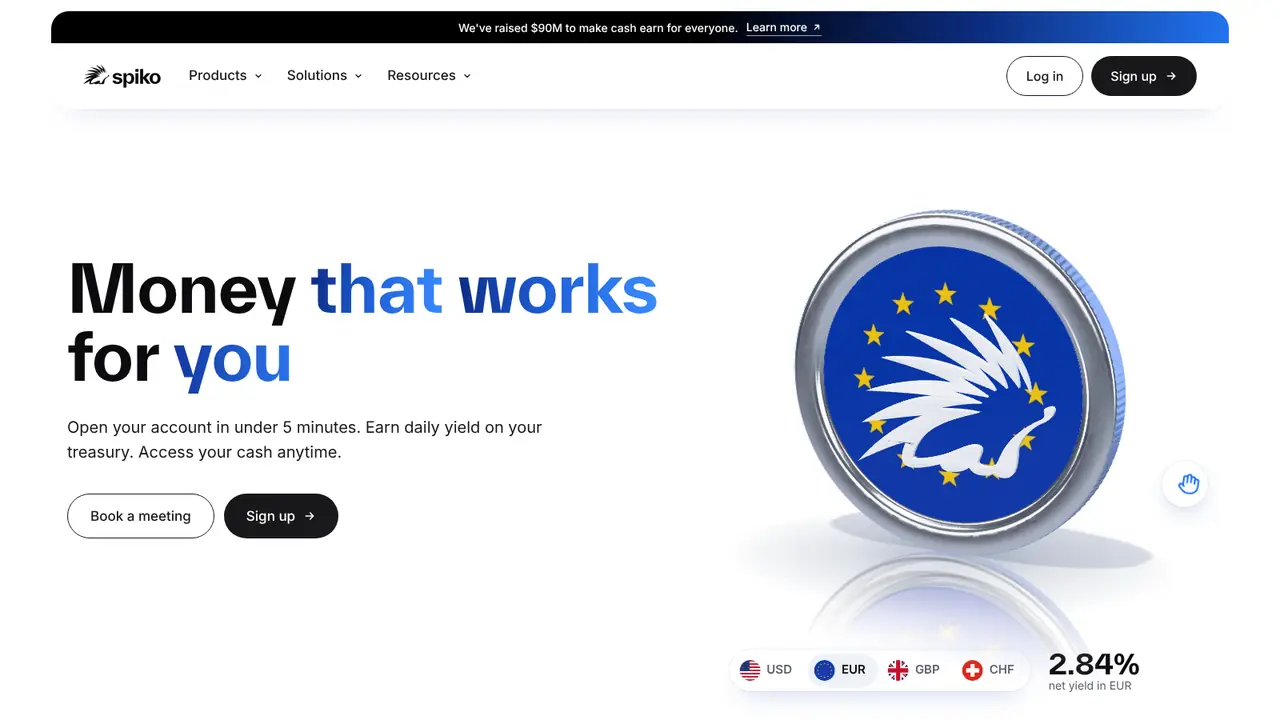 We've raised $90M to make cash earn for everyone. Learn more
spiko Products Solutions Resources Log in Sign up
Money that works
for you
Open your account in under 5 minutes. Earn daily yield on your
treasury. Access your cash anytime.
Book a meeting Sign up
USD EUR GBP CHF
2.84%
net yield in EUR